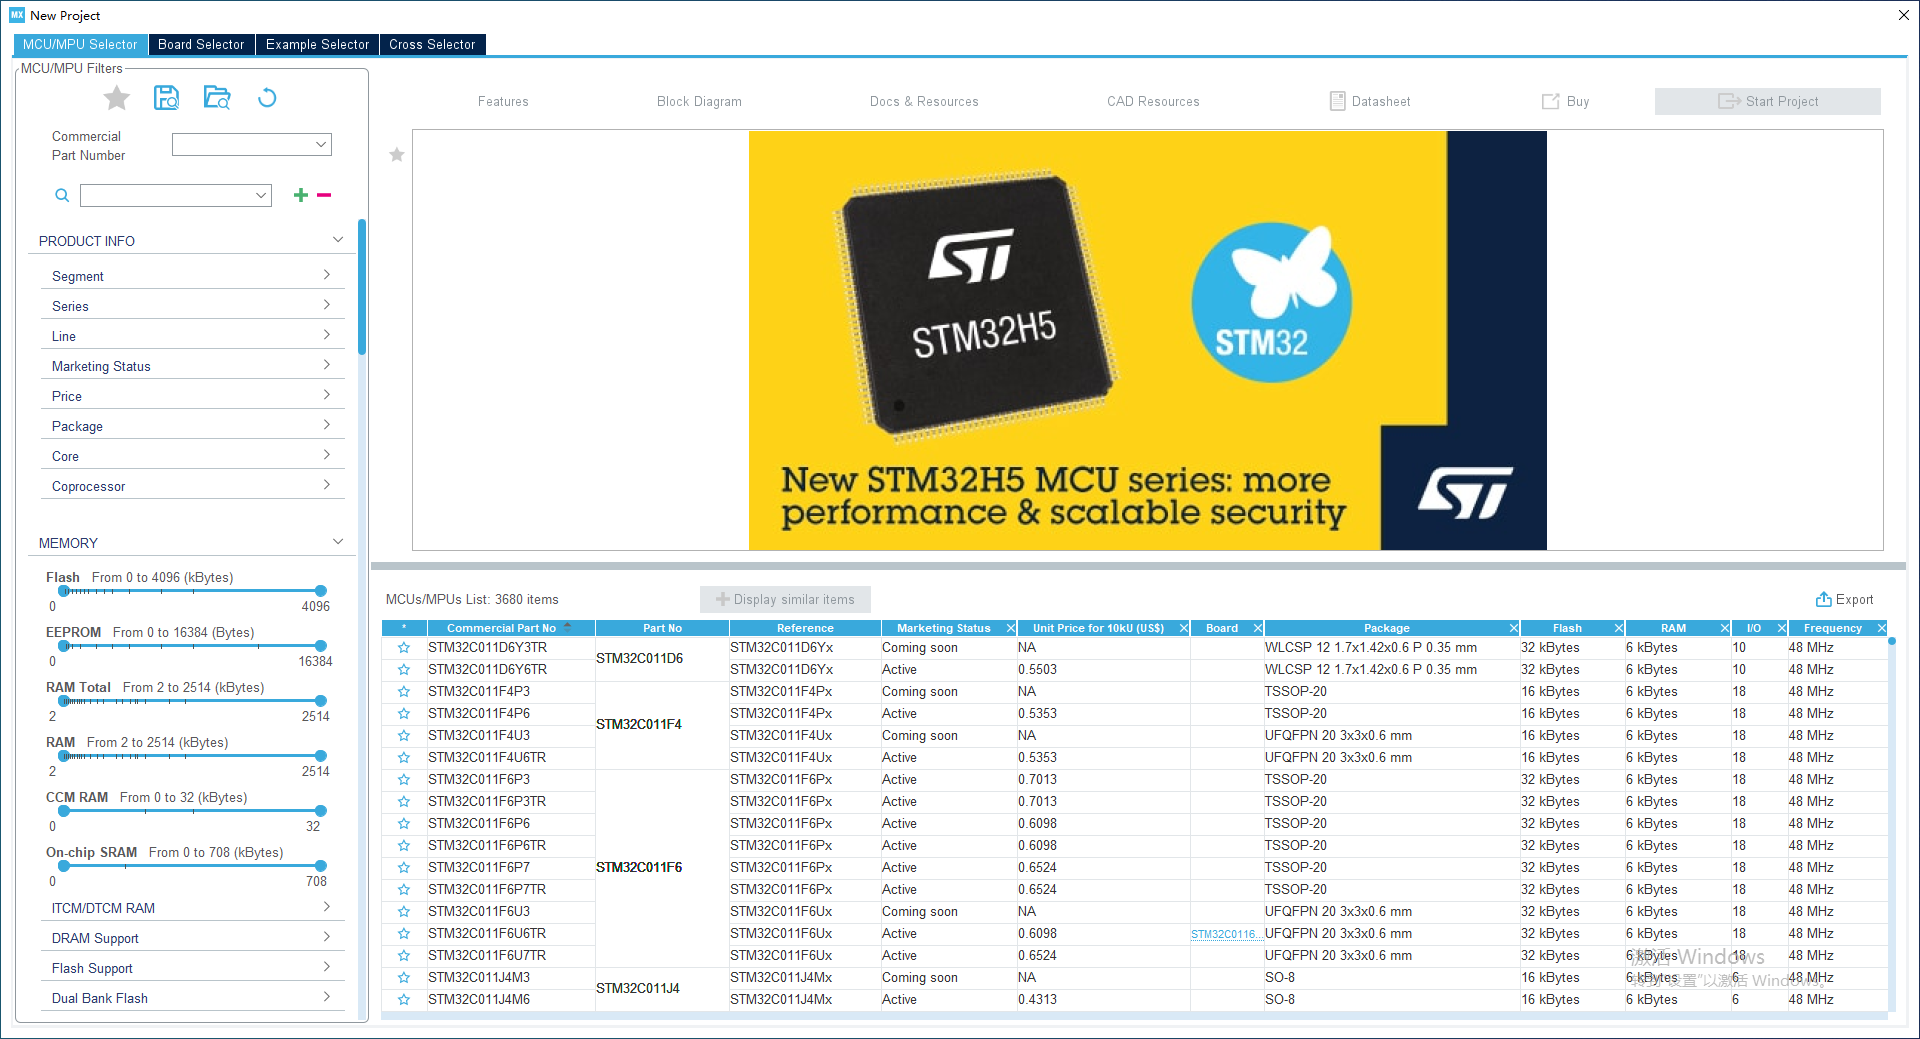 MX New Project
MCU/MPU Selector Board Selector Example Selector Cross Selector
MCU/MPU Filters
Commercial
Part Number
PRODUCT INFO
Segment
Series
Line
Marketing Status
Price
Package
Core
Coprocessor
MEMORY
Flash From 0 to 4096 (kBytes)
0 4096
EEPROM From 0 to 16384 (Bytes)
0 16384
RAM Total From 2 to 2514 (kBytes)
2 2514
RAM From 2 to 2514 (kBytes)
2 2514
CCM RAM From 0 to 32 (kBytes)
0 32
On-chip SRAM From 0 to 708 (kBytes)
0 708
ITCM/DTCM RAM
DRAM Support
Flash Support
Dual Bank Flash
Features Block Diagram Docs & Resources CAD Resources Datasheet Buy Start Project
ST
STM32H5
STM32
New STM32H5 MCU series: more
performance & scalable security
ST
MCUs/MPUs List: 3680 items Display similar items Export
* Commercial Part No Part No Reference Marketing Status Unit Price for 10kU (US$) Board Package Flash RAM I/O Frequency
STM32C011D6Y3TR STM32C011D6 STM32C011D6Yx Coming soon NA WLCSP 12 1.7x1.42x0.6 P 0.35 mm 32 kBytes 6 kBytes 10 48 MHz
STM32C011D6Y6TR STM32C011D6Yx Active 0.5503 WLCSP 12 1.7x1.42x0.6 P 0.35 mm 32 kBytes 6 kBytes 10 48 MHz
STM32C011F4P3 STM32C011F4 STM32C011F4Px Coming soon NA TSSOP-20 16 kBytes 6 kBytes 18 48 MHz
STM32C011F4P6 STM32C011F4Px Active 0.5353 TSSOP-20 16 kBytes 6 kBytes 18 48 MHz
STM32C011F4U3 STM32C011F4Ux Coming soon NA UFQFPN 20 3x3x0.6 mm 16 kBytes 6 kBytes 18 48 MHz
STM32C011F4U6TR STM32C011F4Ux Active 0.5353 UFQFPN 20 3x3x0.6 mm 16 kBytes 6 kBytes 18 48 MHz
STM32C011F6P3 STM32C011F6 STM32C011F6Px Active 0.7013 TSSOP-20 32 kBytes 6 kBytes 18 48 MHz
STM32C011F6P3TR STM32C011F6Px Active 0.7013 TSSOP-20 32 kBytes 6 kBytes 18 48 MHz
STM32C011F6P6 STM32C011F6Px Active 0.6098 TSSOP-20 32 kBytes 6 kBytes 18 48 MHz
STM32C011F6P6TR STM32C011F6Px Active 0.6098 TSSOP-20 32 kBytes 6 kBytes 18 48 MHz
STM32C011F6P7 STM32C011F6Px Active 0.6524 TSSOP-20 32 kBytes 6 kBytes 18 48 MHz
STM32C011F6P7TR STM32C011F6Px Active 0.6524 TSSOP-20 32 kBytes 6 kBytes 18 48 MHz
STM32C011F6U3 STM32C011F6Ux Coming soon NA UFQFPN 20 3x3x0.6 mm 32 kBytes 6 kBytes 18 48 MHz
STM32C011F6U6TR STM32C011F6Ux Active 0.6098 STM32C0116... UFQFPN 20 3x3x0.6 mm 32 kBytes 6 kBytes 18 48 MHz
STM32C011F6U7TR STM32C011F6Ux Active 0.6524 UFQFPN 20 3x3x0.6 mm 32 kBytes 6 kBytes 18 48 MHz
STM32C011J4M3 STM32C011J4 STM32C011J4Mx Coming soon NA SO-8 16 kBytes 6 kBytes 6 48 MHz
STM32C011J4M6 STM32C011J4Mx Active 0.4313 SO-8 16 kBytes 6 kBytes 6 48 MHz
激活 Windows
转到"设置"以激活 Windows。